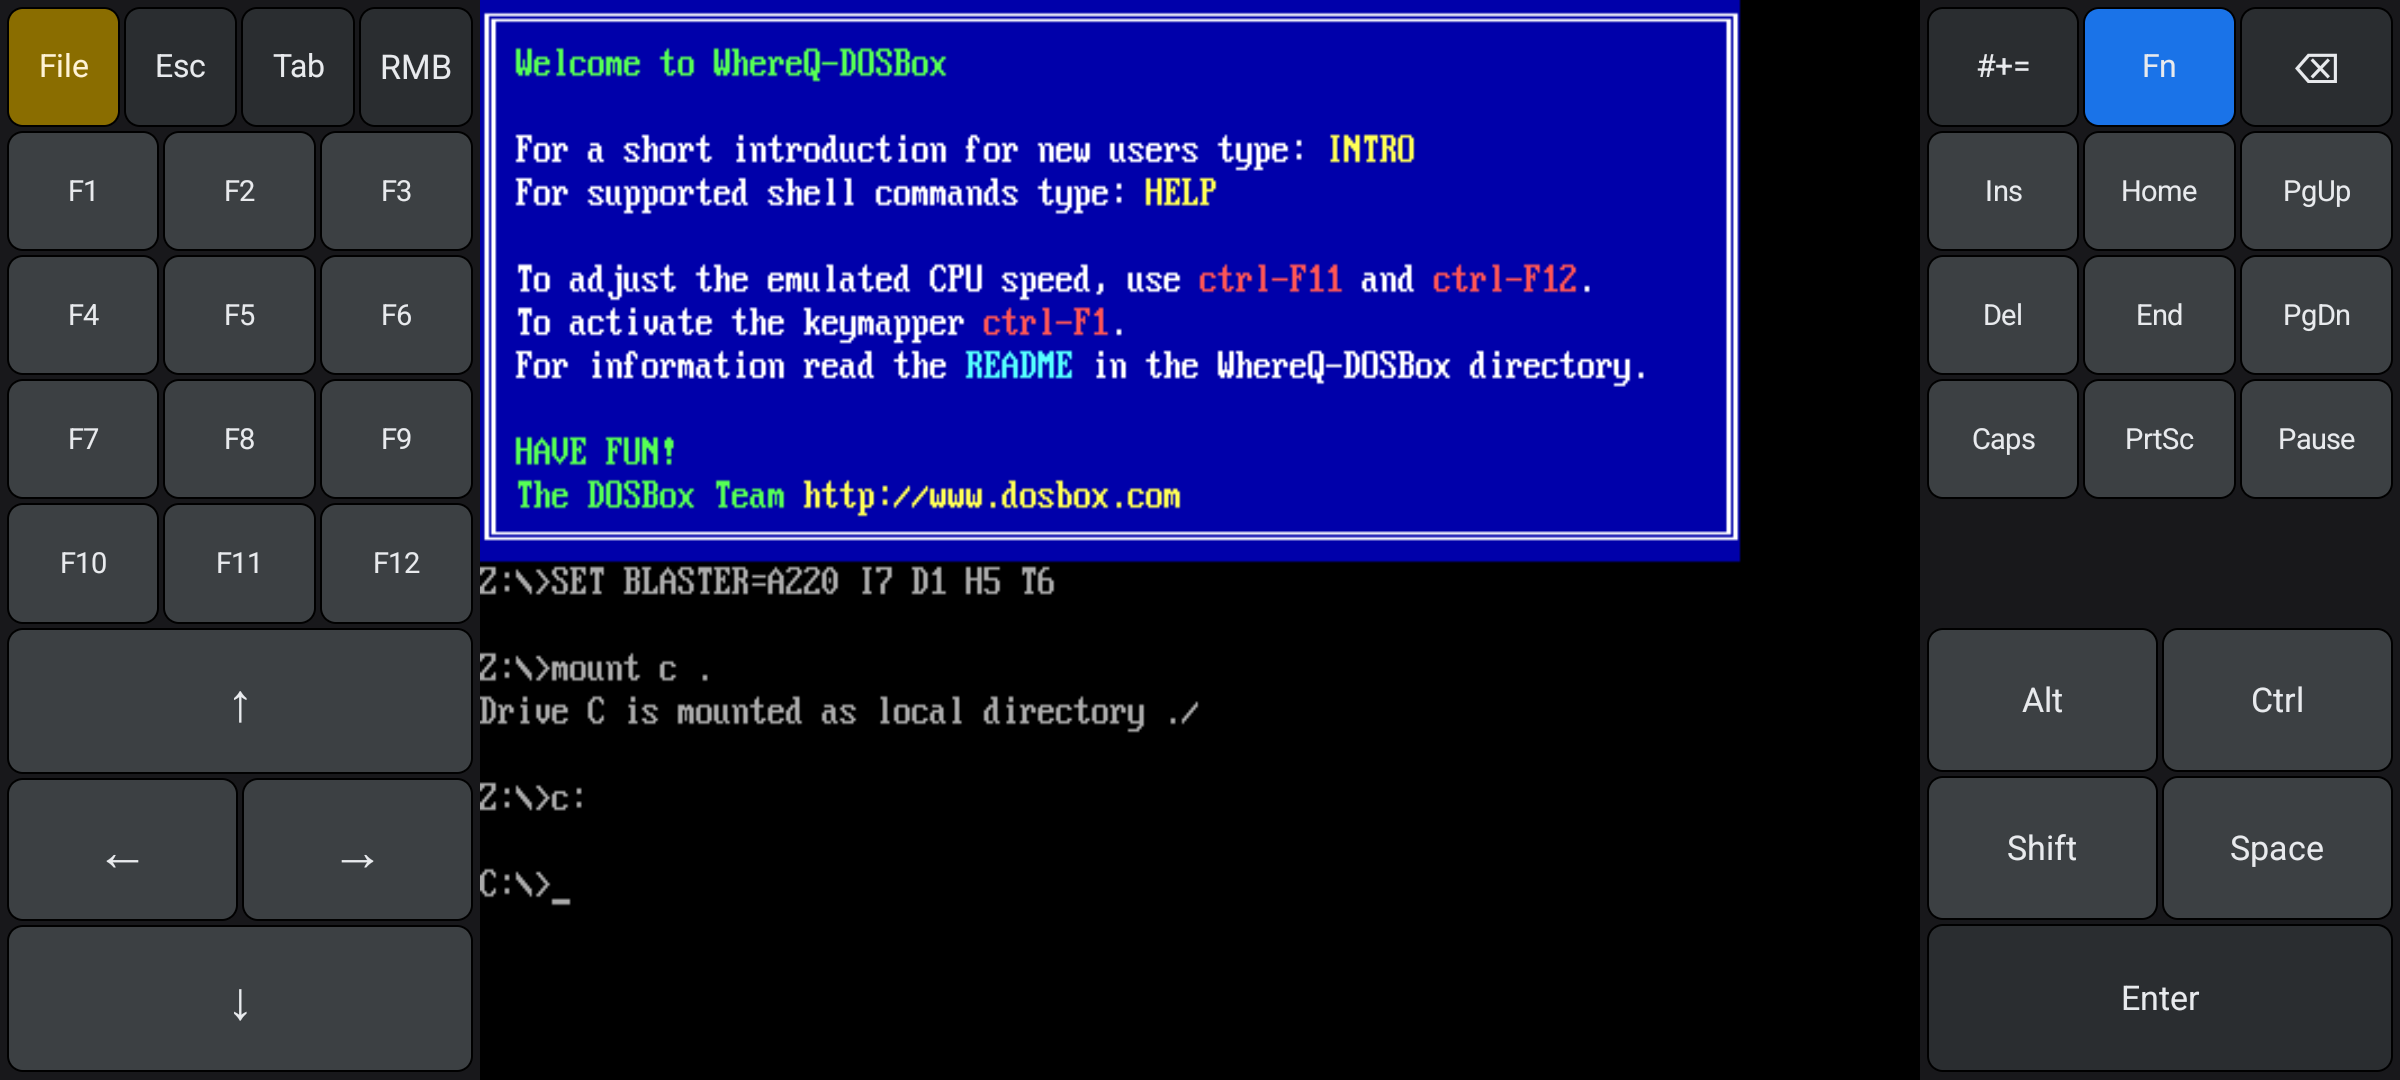 File Esc Tab RMB
F1 F2 F3
F4 F5 F6
F7 F8 F9
F10 F11 F12
↑
← →
↓
Welcome to WhereQ-DOSBox
For a short introduction for new users type: INTRO
For supported shell commands type: HELP
To adjust the emulated CPU speed, use ctrl-F11 and ctrl-F12.
To activate the keymapper ctrl-F1.
For information read the README in the WhereQ-DOSBox directory.
HAVE FUN!
The DOSBox Team http://www.dosbox.com
Z:\>SET BLASTER=A220 I7 D1 H5 T6
Z:\>mount c .
Drive C is mounted as local directory ./
Z:\>c:
C:\>_
#+= Fn
Ins Home PgUp
Del End PgDn
Caps PrtSc Pause
Alt Ctrl
Shift Space
Enter